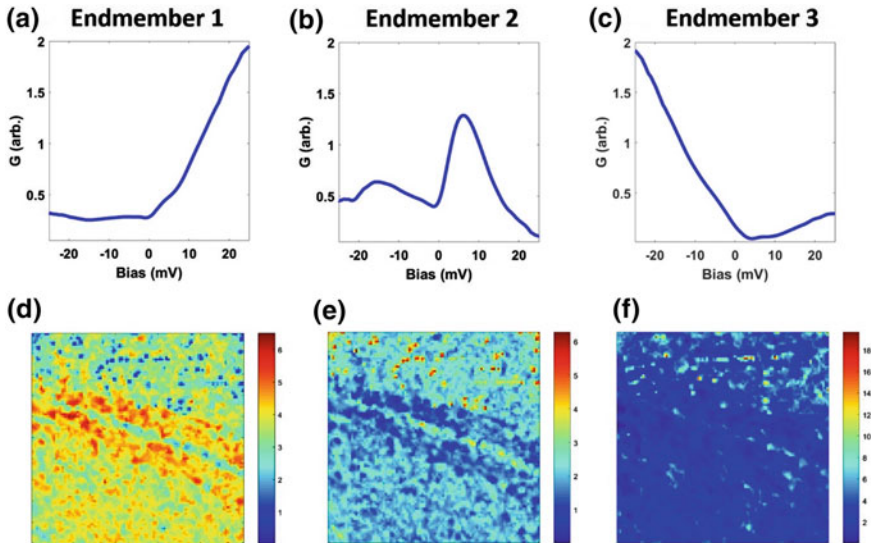 (a) Endmember 1
2
1.5
1
0.5
G (arb.)
-20 -10 0 10 20
Bias (mV)
(b) Endmember 2
2
1.5
1
0.5
G (arb.)
-20 -10 0 10 20
Bias (mV)
(c) Endmember 3
2
1.5
1
0.5
G (arb.)
-20 -10 0 10 20
Bias (mV)
(d)
6
5
4
3
2
1
(e)
6
5
4
3
2
1
(f)
18
16
14
12
10
8
6
4
2